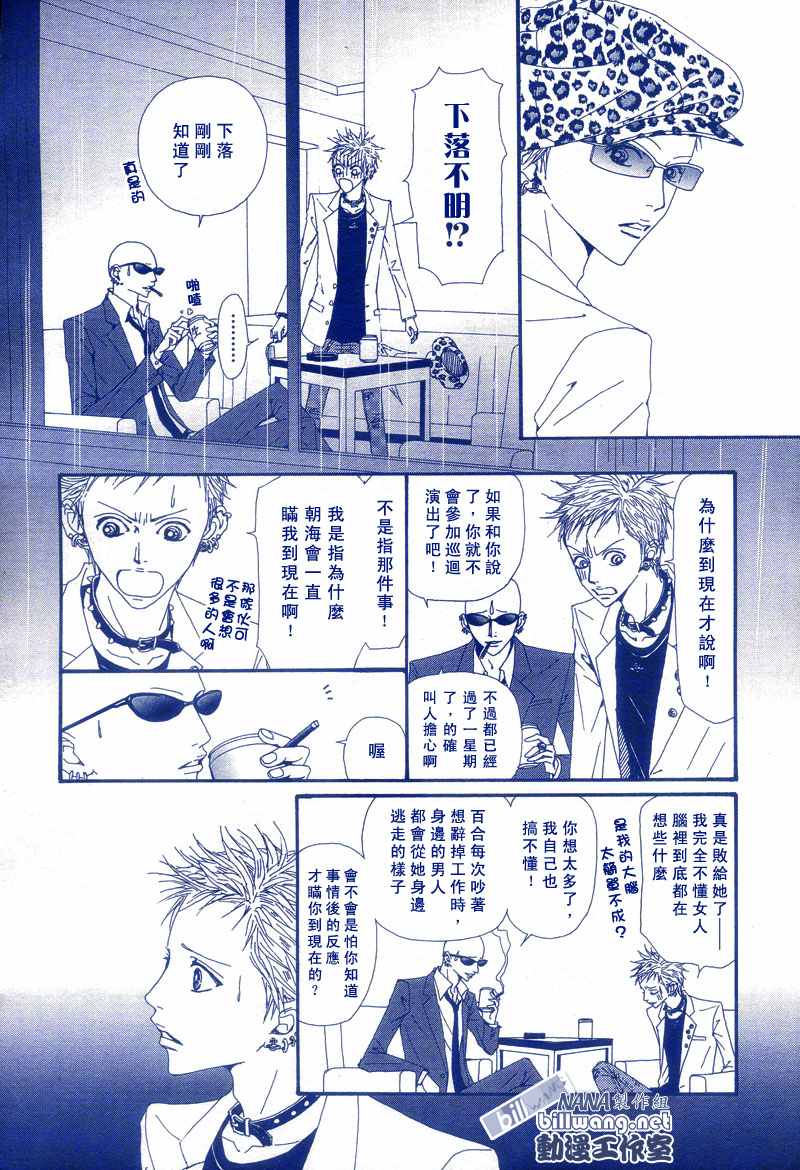 下落不明!?
下落
剛剛
知道了
真是的
啪喳
………
為什麼到現在才說啊！
如果和你說
了，你就不
會參加巡迴
演出了吧！
不過都已經
過了一星期
了，的確
叫人擔心啊
不是指那件事！
我是指為什麼
朝海會一直
瞞我到現在啊！
那傢伙可
不是會想
很多的人啊
喔
真是敗給她了──
我完全不懂女人
腦裡到底都在
想些什麼
是我的大腦
太簡單不成？
你想太多了，
我自己也
搞不懂！
百合每次吵著
想辭掉工作時，
身邊的男人
都會從她身邊
逃走的樣子
會不會是怕你知道
事情後的反應
才瞞你到現在的？
bill
NANA製作組
billwang.net
動漫工作室